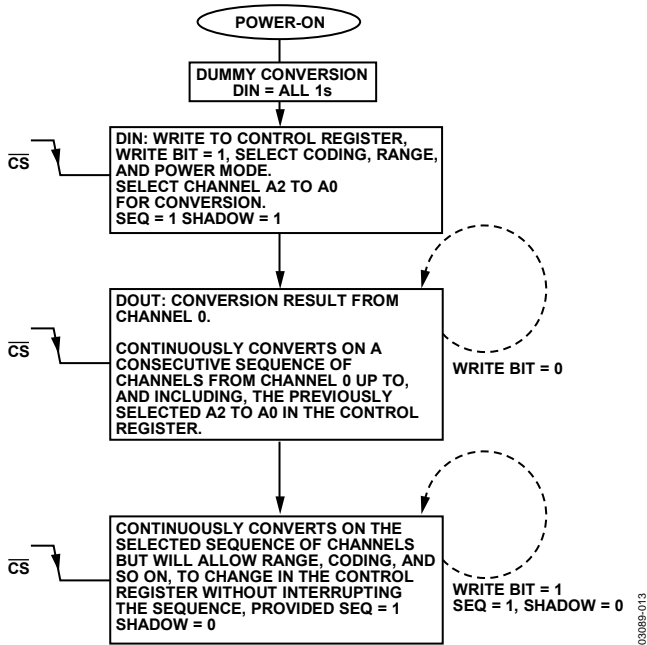 POWER-ON
DUMMY CONVERSION
DIN = ALL 1s
CS
DIN: WRITE TO CONTROL REGISTER,
WRITE BIT = 1, SELECT CODING, RANGE,
AND POWER MODE.
SELECT CHANNEL A2 TO A0
FOR CONVERSION.
SEQ = 1 SHADOW = 1
CS
DOUT: CONVERSION RESULT FROM
CHANNEL 0.
CONTINUOUSLY CONVERTS ON A
CONSECUTIVE SEQUENCE OF
CHANNELS FROM CHANNEL 0 UP TO,
AND INCLUDING, THE PREVIOUSLY
SELECTED A2 TO A0 IN THE CONTROL
REGISTER.
WRITE BIT = 0
CS
CONTINUOUSLY CONVERTS ON THE
SELECTED SEQUENCE OF CHANNELS
BUT WILL ALLOW RANGE, CODING, AND
SO ON, TO CHANGE IN THE CONTROL
REGISTER WITHOUT INTERRUPTING
THE SEQUENCE, PROVIDED SEQ = 1
SHADOW = 0
WRITE BIT = 1
SEQ = 1, SHADOW = 0
03089-013